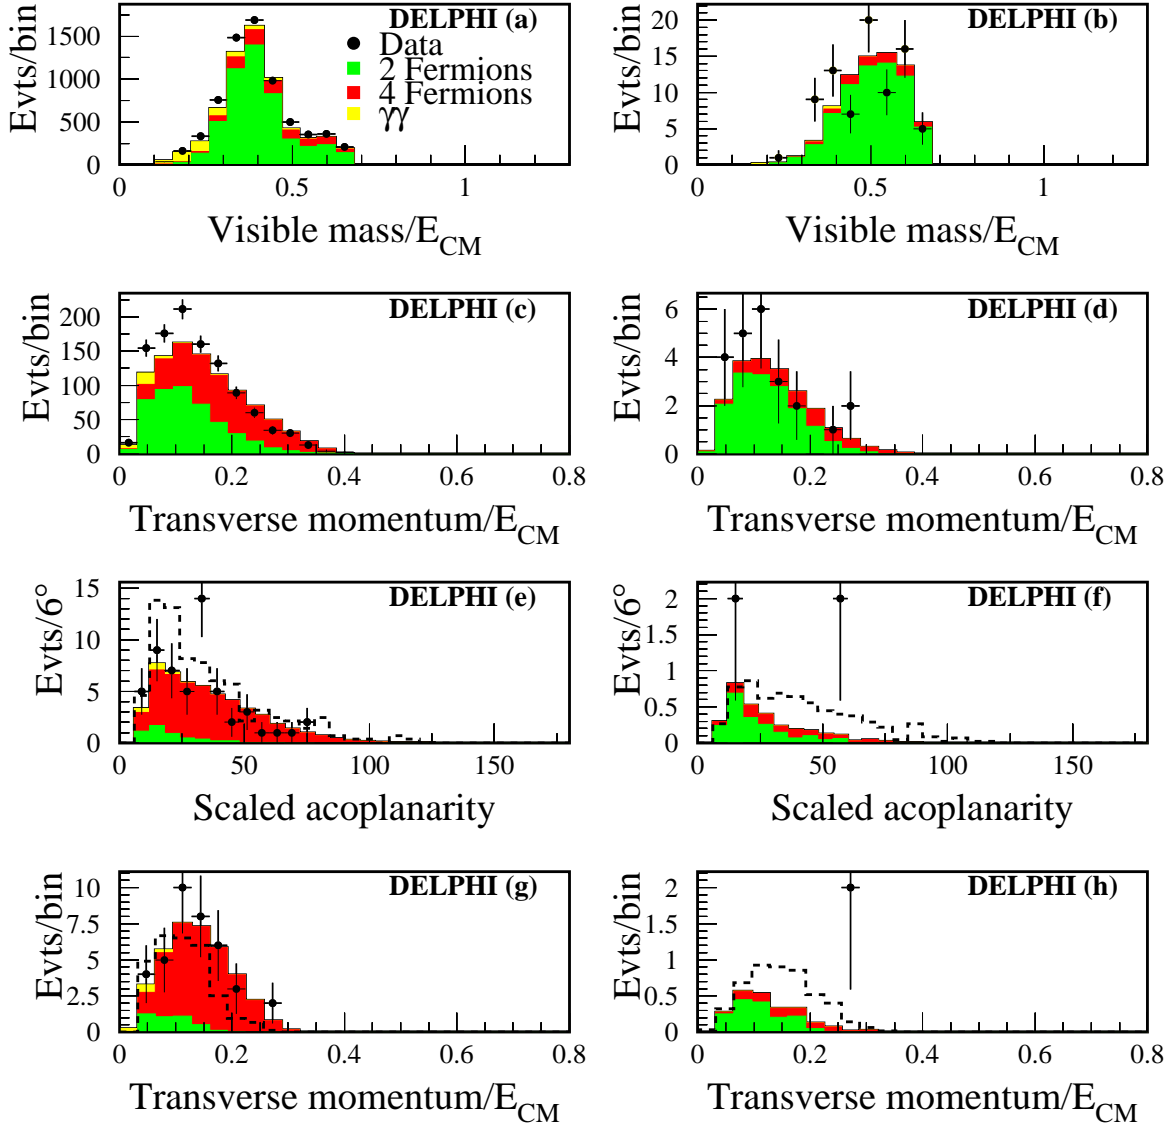 Evts/bin
1500
1000
500
0
DELPHI (a)
Data
2 Fermions
4 Fermions
γγ
0 0.5 1
Visible mass/E_CM
Evts/bin
20
15
10
5
0
DELPHI (b)
0 0.5 1
Visible mass/E_CM
Evts/bin
200
150
100
50
0
DELPHI (c)
0 0.2 0.4 0.6 0.8
Transverse momentum/E_CM
Evts/bin
6
4
2
0
DELPHI (d)
0 0.2 0.4 0.6 0.8
Transverse momentum/E_CM
Evts/6°
15
10
5
0
DELPHI (e)
0 50 100 150
Scaled acoplanarity
Evts/6°
2
1.5
1
0.5
0
DELPHI (f)
0 50 100 150
Scaled acoplanarity
Evts/bin
10
7.5
5
2.5
0
DELPHI (g)
0 0.2 0.4 0.6 0.8
Transverse momentum/E_CM
Evts/bin
2
1.5
1
0.5
0
DELPHI (h)
0 0.2 0.4 0.6 0.8
Transverse momentum/E_CM